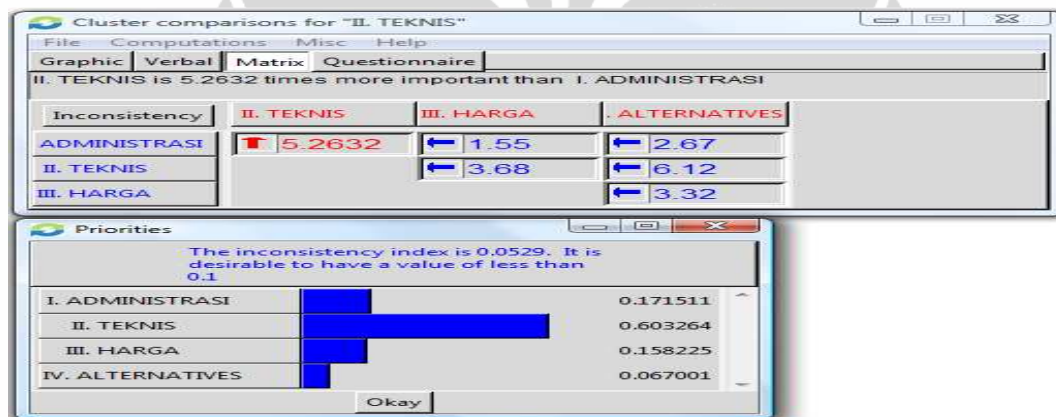 Cluster comparisons for "II. TEKNIS"
File Computations Misc Help
Graphic Verbal Matrix Questionnaire
II. TEKNIS is 5.2632 times more important than I. ADMINISTRASI
Inconsistency II. TEKNIS III. HARGA . ALTERNATIVES
ADMINISTRASI 5.2632 1.55 2.67
II. TEKNIS 3.68 6.12
III. HARGA 3.32
Priorities
The inconsistency index is 0,0529. It is
desirable to have a value of less than
0.1
I. ADMINISTRASI 0.171511
II. TEKNIS 0.603264
III. HARGA 0.158225
IV. ALTERNATIVES 0.067001
Okay